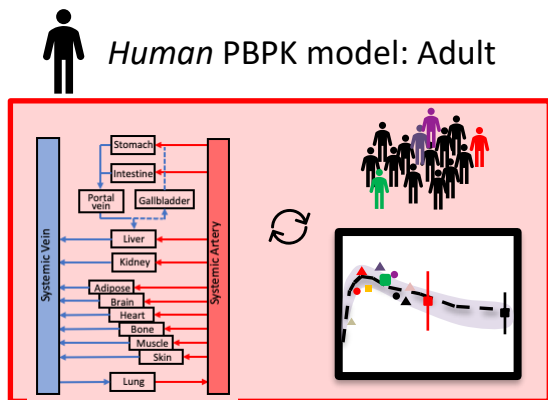 Human PBPK model: Adult
Stomach
Intestine
Portal
vein
Gallbladder
Liver
Kidney
Adipose
Brain
Heart
Bone
Muscle
Skin
Lung
Systemic Vein
Systemic Artery